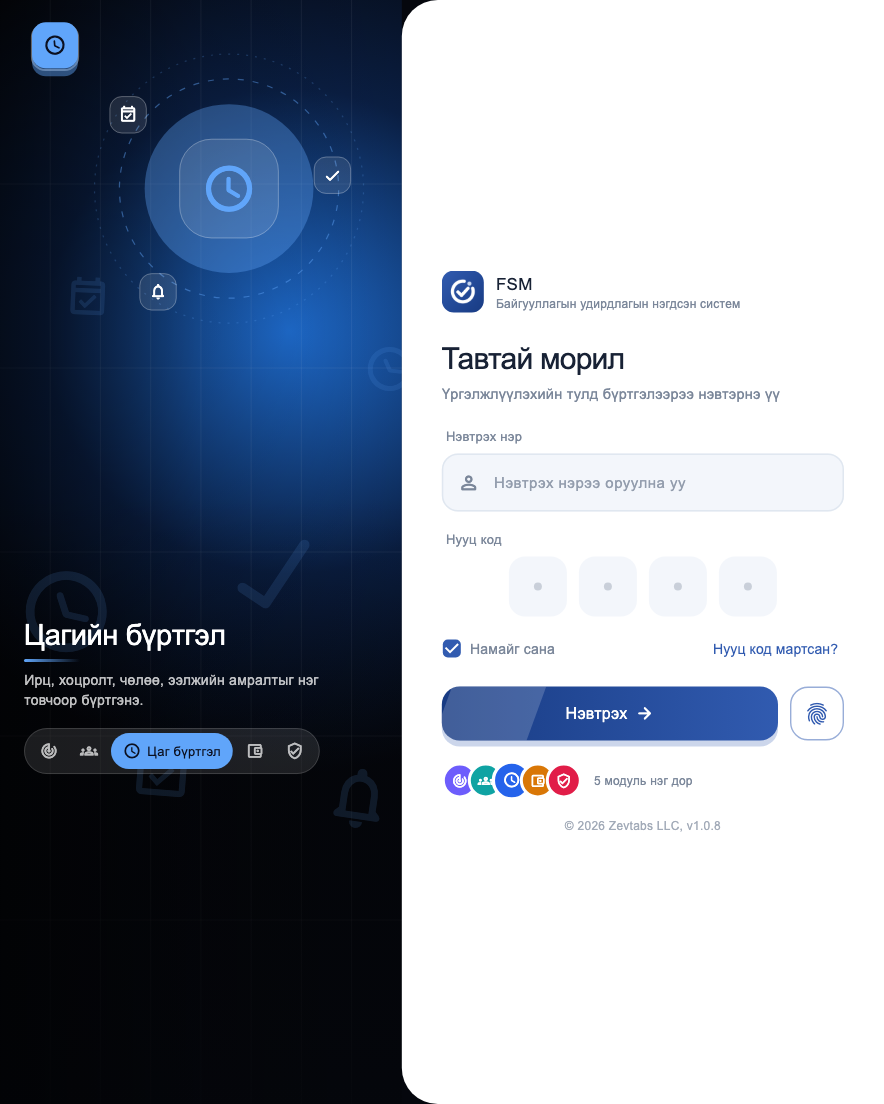 Цагийн бүртгэл
Ирц, хоцролт, чөлөө, ээлжийн амралтыг нэг
товчоор бүртгэнэ.
Цаг бүртгэл
FSM
Байгууллагын удирдлагын нэгдсэн систем
Тавтай морил
Үргэлжлүүлэхийн тулд бүртгэлээрээ нэвтэрнэ үү
Нэвтрэх нэр
Нэвтрэх нэрээ оруулна уу
Нууц код
Намайг сана
Нууц код мартсан?
Нэвтрэх
5 модуль нэг дор
© 2026 Zevtabs LLC, v1.0.8